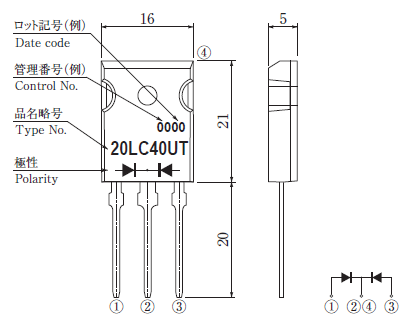 ロット記号(例)
Date code
管理番号(例)
Control No.
品名略号
Type No.
極性
Polarity
16
④
5
0000
20LC40UT
21
20
① ② ③
① ②④ ③